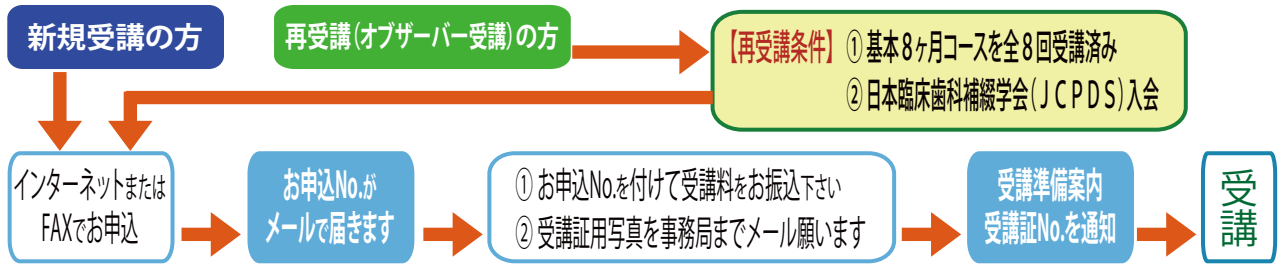 新規受講の方
再受講(オブザーバー受講)の方
【再受講条件】 ① 基本8ヶ月コースを全8回受講済み
② 日本臨床歯科補綴学会(JCPDS)入会
インターネットまたは
FAXでお申込
お申込No.が
メールで届きます
① お申込No.を付けて受講料をお振込下さい
② 受講証用写真を事務局までメール願います
受講準備案内
受講証No.を通知
受
講